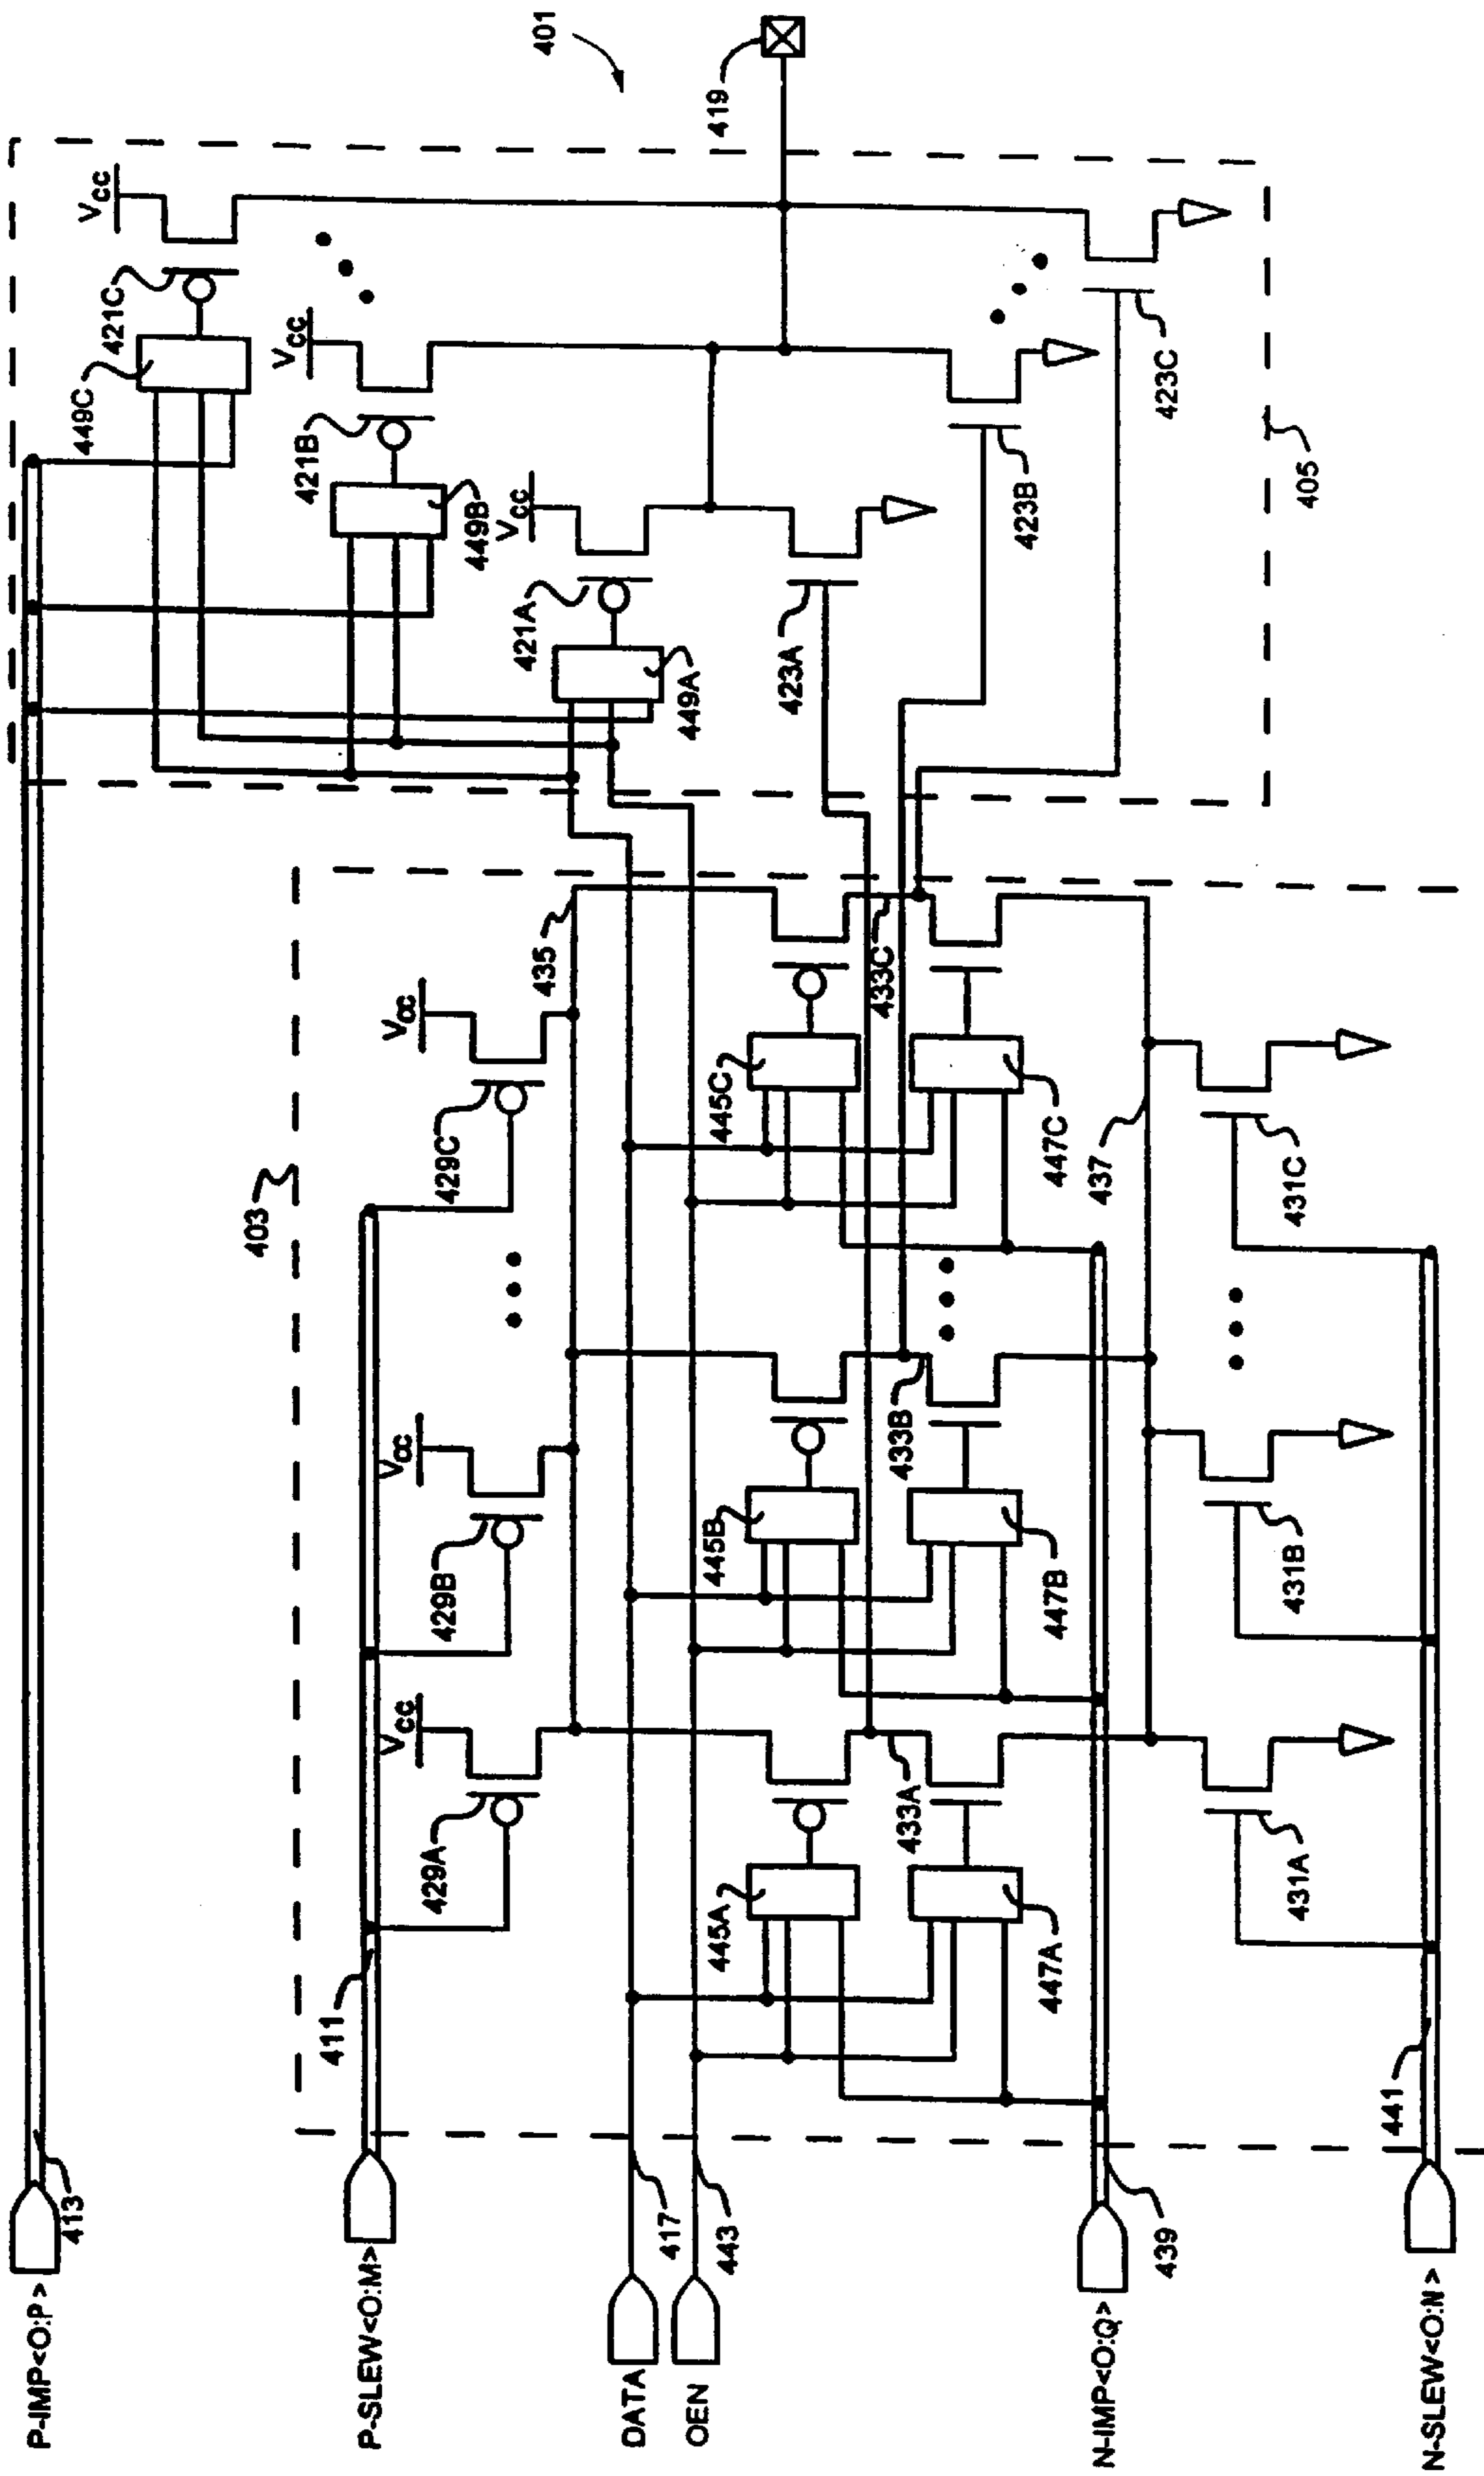 P-IMP<O:P>
413
P-SLEW<O:M>
411
DATA
417
OEN
443
N-IMP<O:Q>
439
N-SLEW<O:N>
441
403
429A
VCC
429B
VCC
429C
VCC
435
445A
433A
447A
445B
433B
447B
445C
433C
447C
437
431A
431B
431C
449C
421C
VCC
421B
449B
VCC
421A
449A
VCC
423A
423B
423C
405
419
401